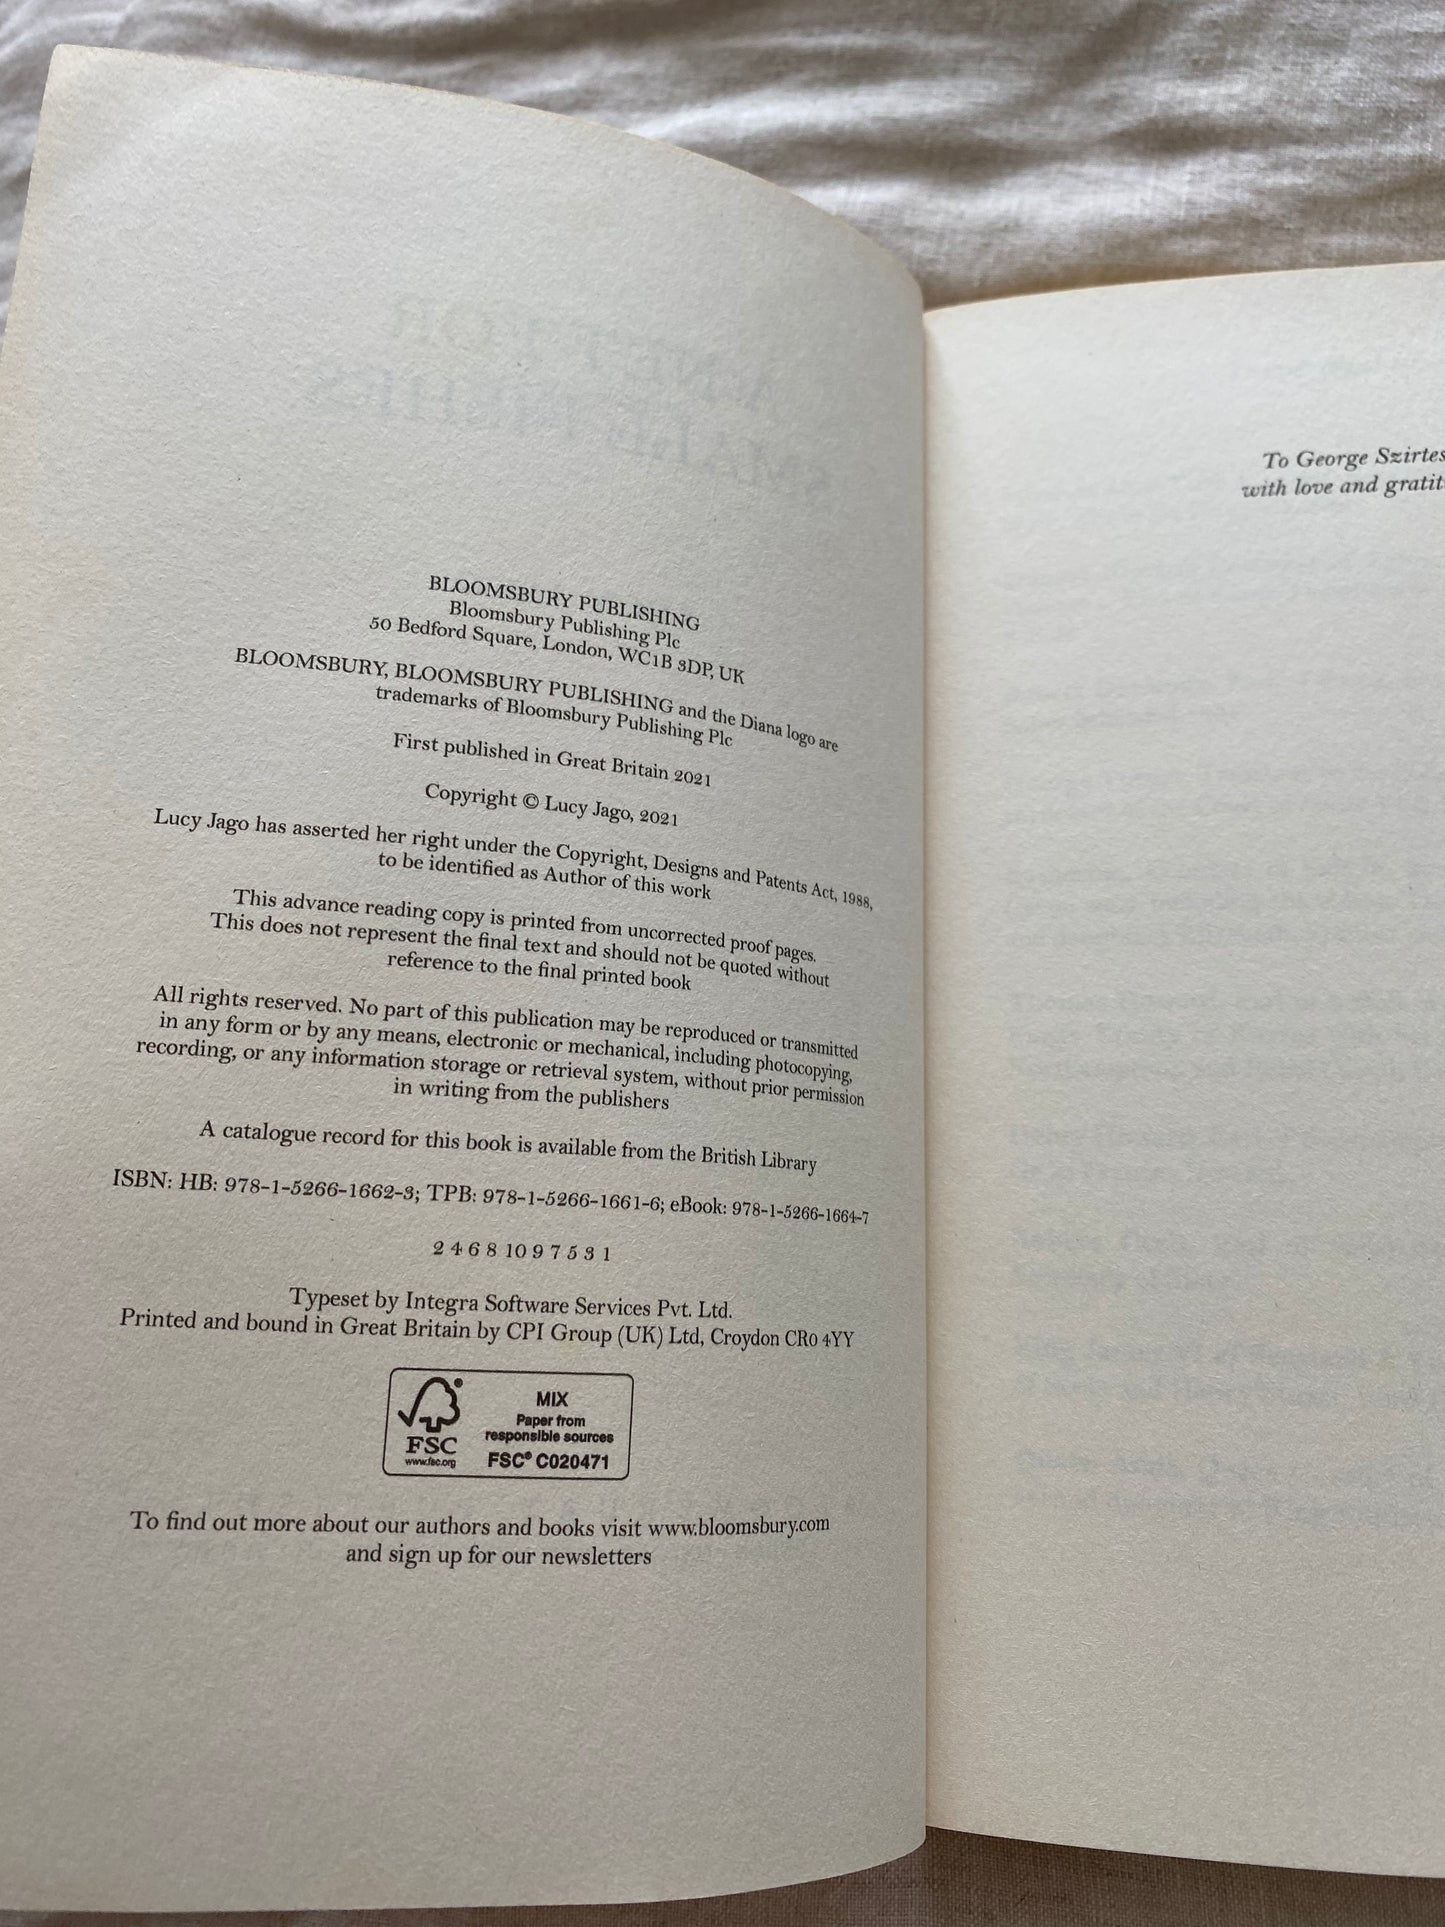 BLOOMSBURY PUBLISHING
Bloomsbury Publishing Plc
50 Bedford Square, London, WC1B 3DP, UK
BLOOMSBURY, BLOOMSBURY PUBLISHING and the Diana logo are
trademarks of Bloomsbury Publishing Plc
First published in Great Britain 2021
Copyright © Lucy Jago, 2021
Lucy Jago has asserted her right under the Copyright, Designs and Patents Act, 1988,
to be identified as Author of this work
This advance reading copy is printed from uncorrected proof pages.
This does not represent the final text and should not be quoted without
reference to the final printed book
All rights reserved. No part of this publication may be reproduced or transmitted
in any form or by any means, electronic or mechanical, including photocopying,
recording, or any information storage or retrieval system, without prior permission
in writing from the publishers
A catalogue record for this book is available from the British Library
ISBN: HB: 978-1-5266-1662-3; TPB: 978-1-5266-1661-6; eBook: 978-1-5266-1664-7
2 4 6 8 10 9 7 5 3 1
Typeset by Integra Software Services Pvt. Ltd.
Printed and bound in Great Britain by CPI Group (UK) Ltd, Croydon CR0 4YY
FSC
www.fsc.org
MIX
Paper from
responsible sources
FSC® C020471
To find out more about our authors and books visit www.bloomsbury.com
and sign up for our newsletters
To George Szirtes
with love and gratit